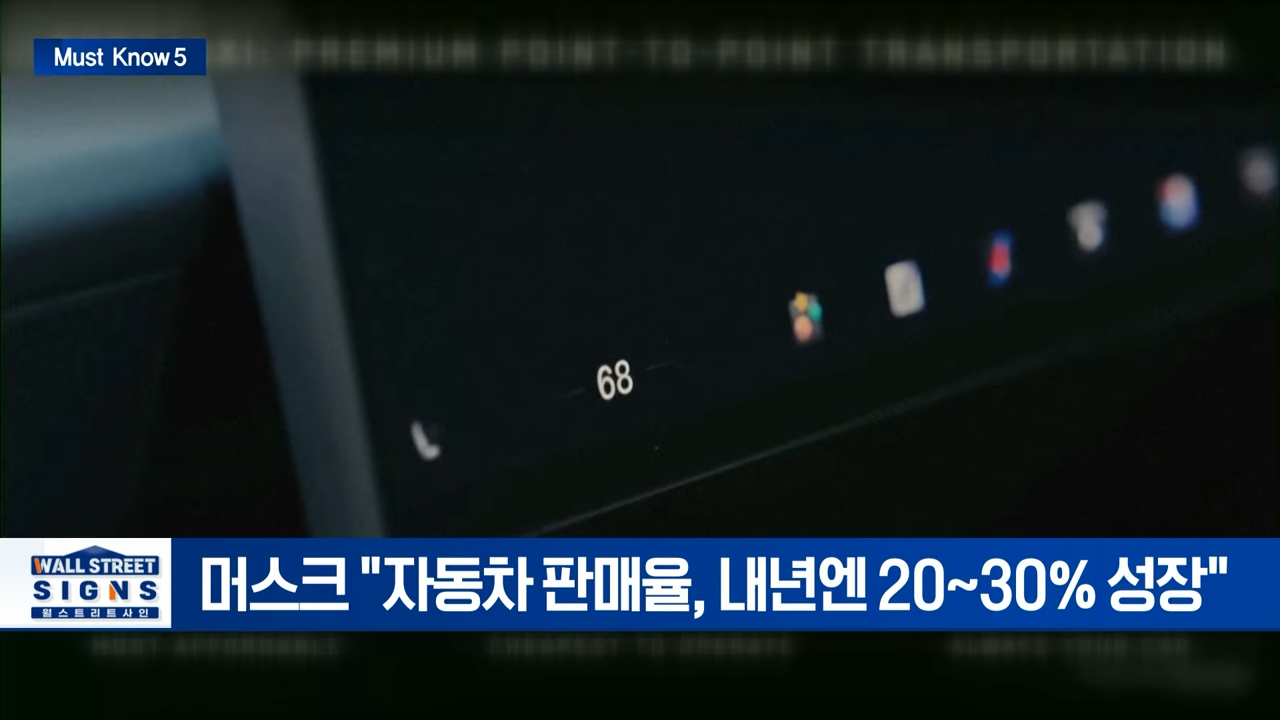 Must Know 5
PREMIUM POINT-TO-POINT TRANSPORTATION
68
WALL STREET
SIGNS
월스트리트사인
머스크 "자동차 판매율, 내년엔 20~30% 성장"